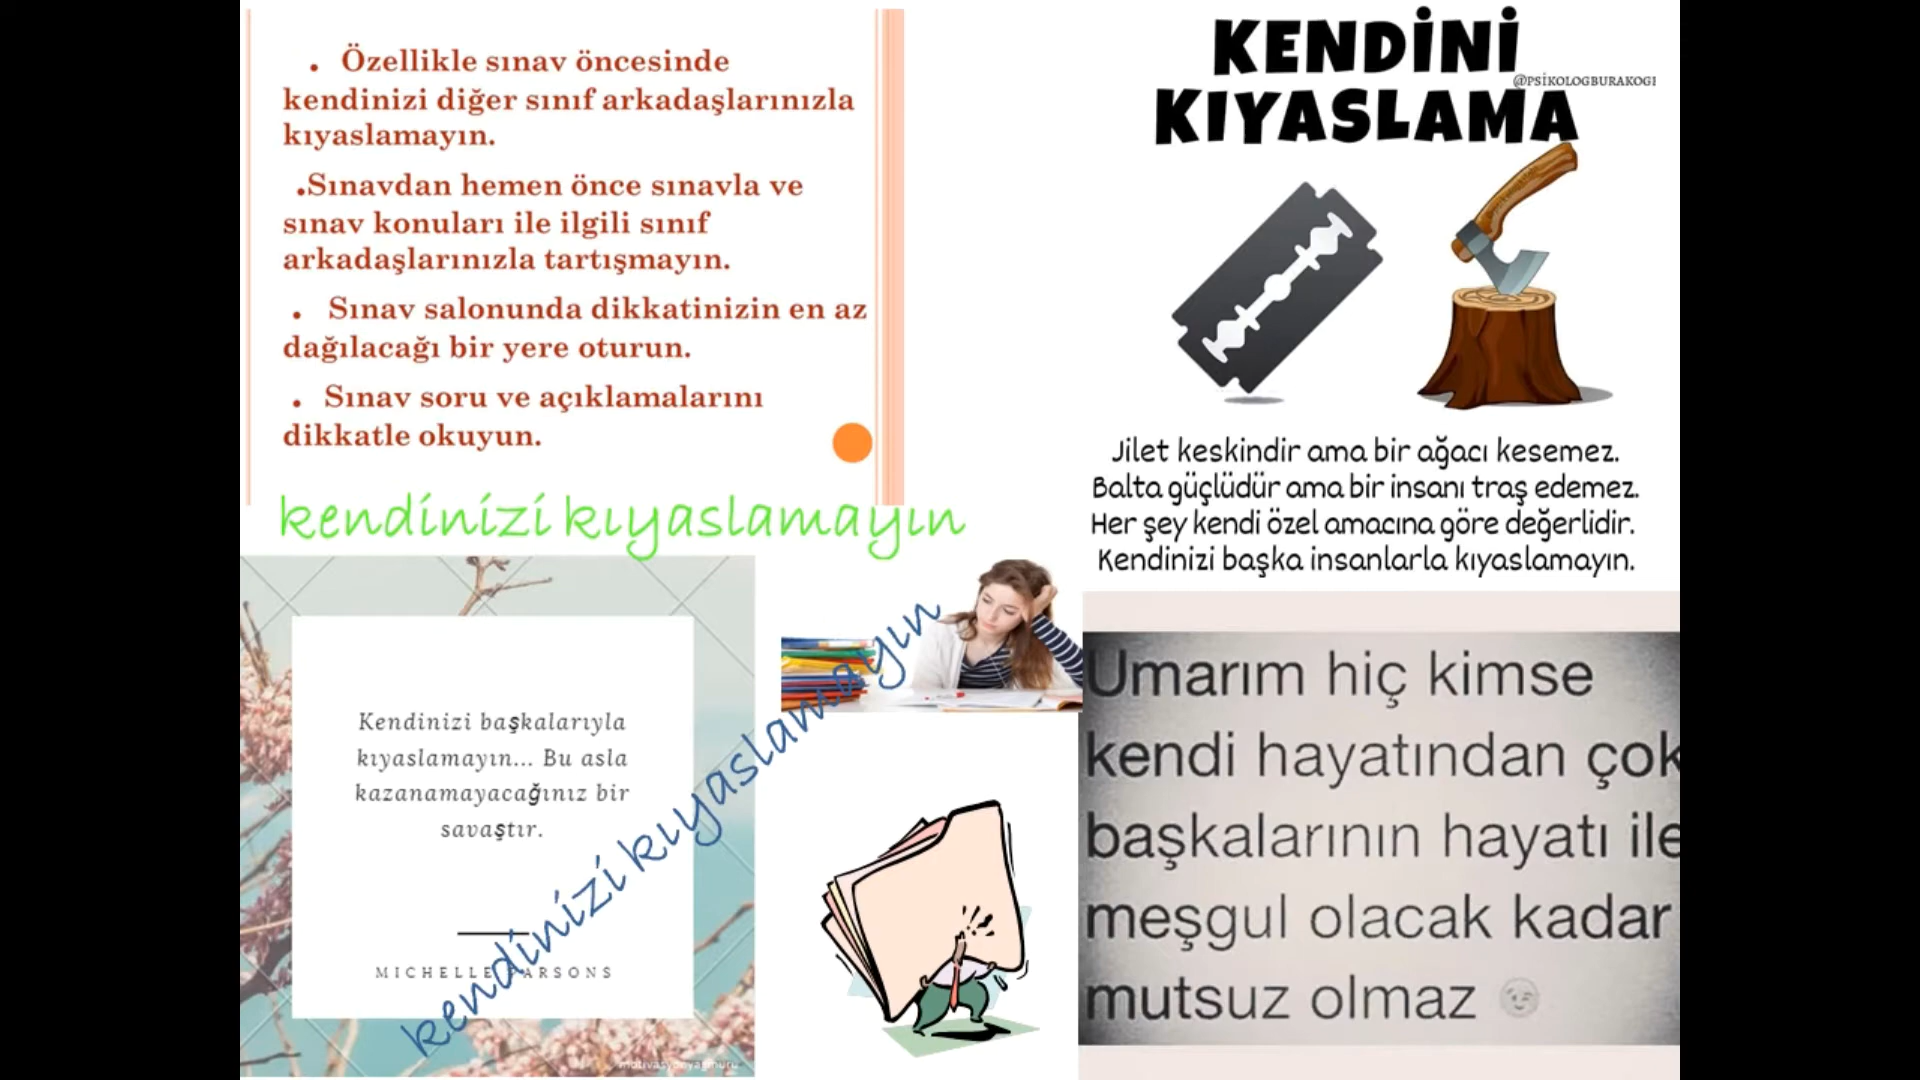 . Özellikle sınav öncesinde
kendinizi diğer sınıf arkadaşlarınızla
kıyaslamayın.
.Sınavdan hemen önce sınavla ve
sınav konuları ile ilgili sınıf
arkadaşlarınızla tartışmayın.
. Sınav salonunda dikkatinizin en az
dağılacağı bir yere oturun.
. Sınav soru ve açıklamalarını
dikkatle okuyun.
kendinizi kıyaslamayın
KENDİNİ
@PSİKOLOGBURAKOGI
KIYASLAMA
Jilet keskindir ama bir ağacı kesemez.
Balta güçlüdür ama bir insanı traş edemez.
Her şey kendi özel amacına göre değerlidir.
Kendinizi başka insanlarla kıyaslamayın.
Kendinizi başkalarıyla
kıyaslamayın... Bu asla
kazanamayacağınız bir
savaştır.
MICHELLE PARSONS
motivasyonyagmuru
kendinizi kıyaslamayın
Umarım hiç kimse
kendi hayatından çok
başkalarının hayatı ile
meşgul olacak kadar
mutsuz olmaz